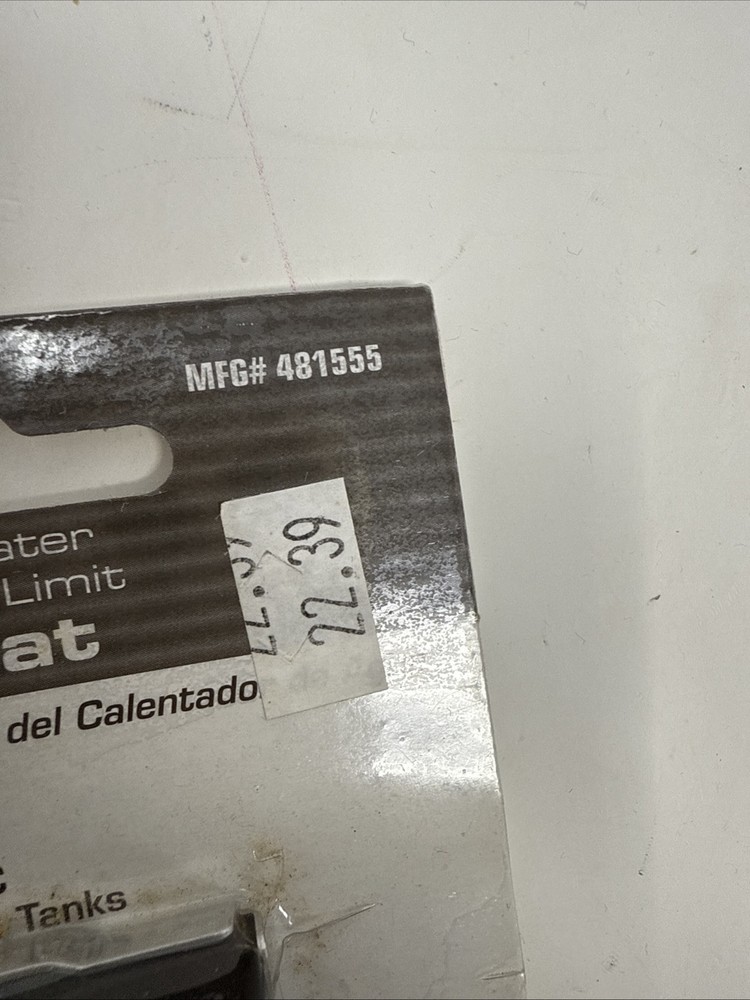 MFG# 481555
ater
Limit
at
del Calentado
22.39
Tanks